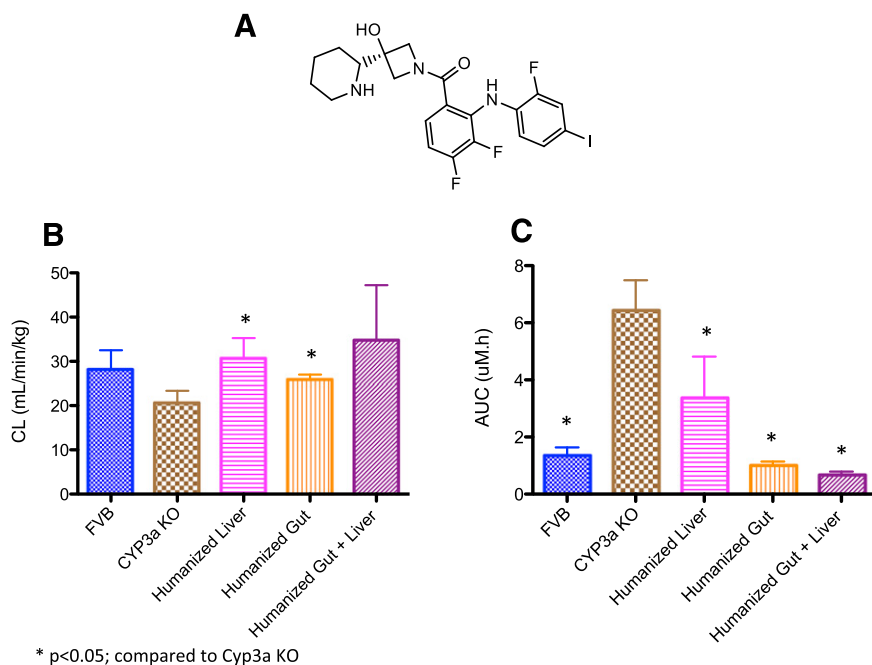 A
HO
N
O
NH
H
N
F
I
F
F
B
CL (mL/min/kg)
50
40
30
20
10
0
*
*
FVB
CYP3a KO
Humanized Liver
Humanized Gut
Humanized Gut + Liver
C
AUC (uM.h)
8
6
4
2
0
*
*
*
*
FVB
CYP3a KO
Humanized Liver
Humanized Gut
Humanized Gut + Liver
* p<0.05; compared to Cyp3a KO